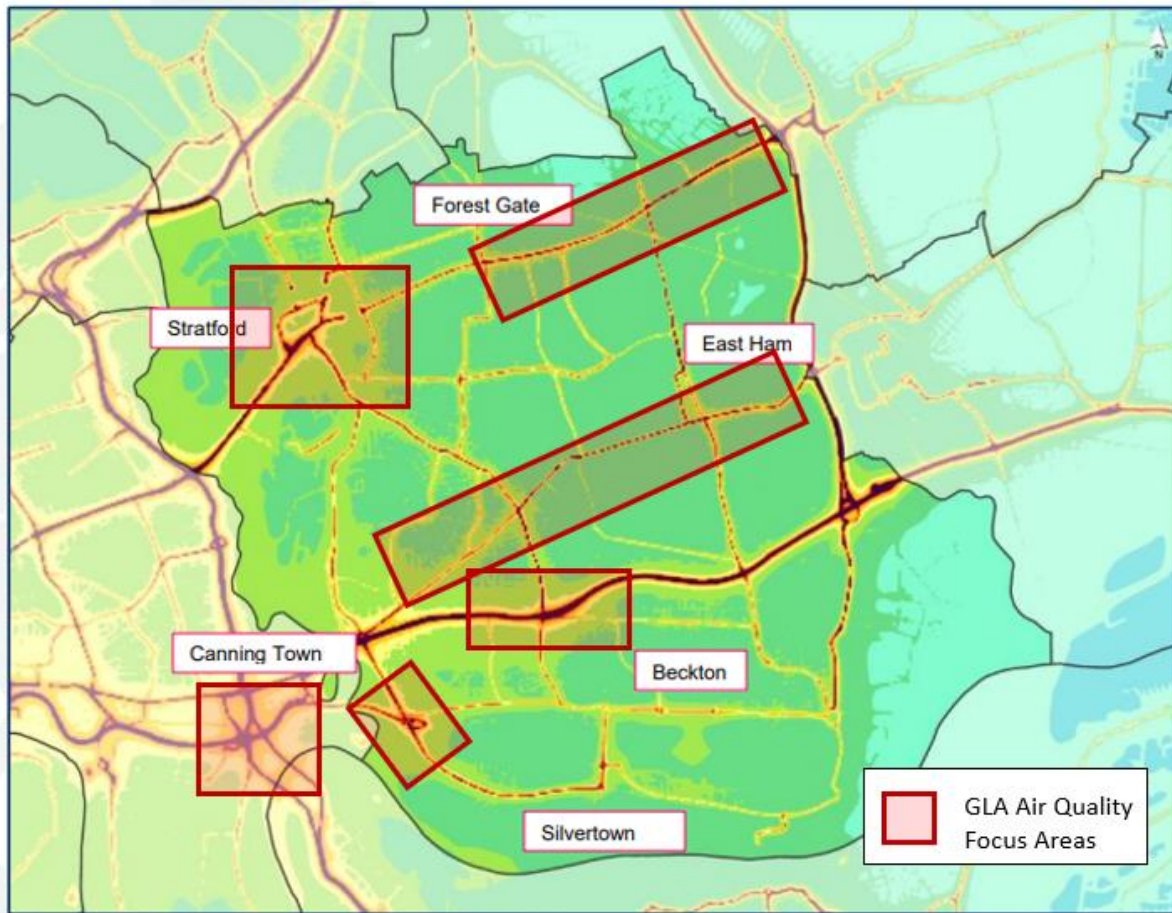 N
Forest Gate
Stratford
East Ham
Canning Town
Beckton
Silvertown
GLA Air Quality
Focus Areas